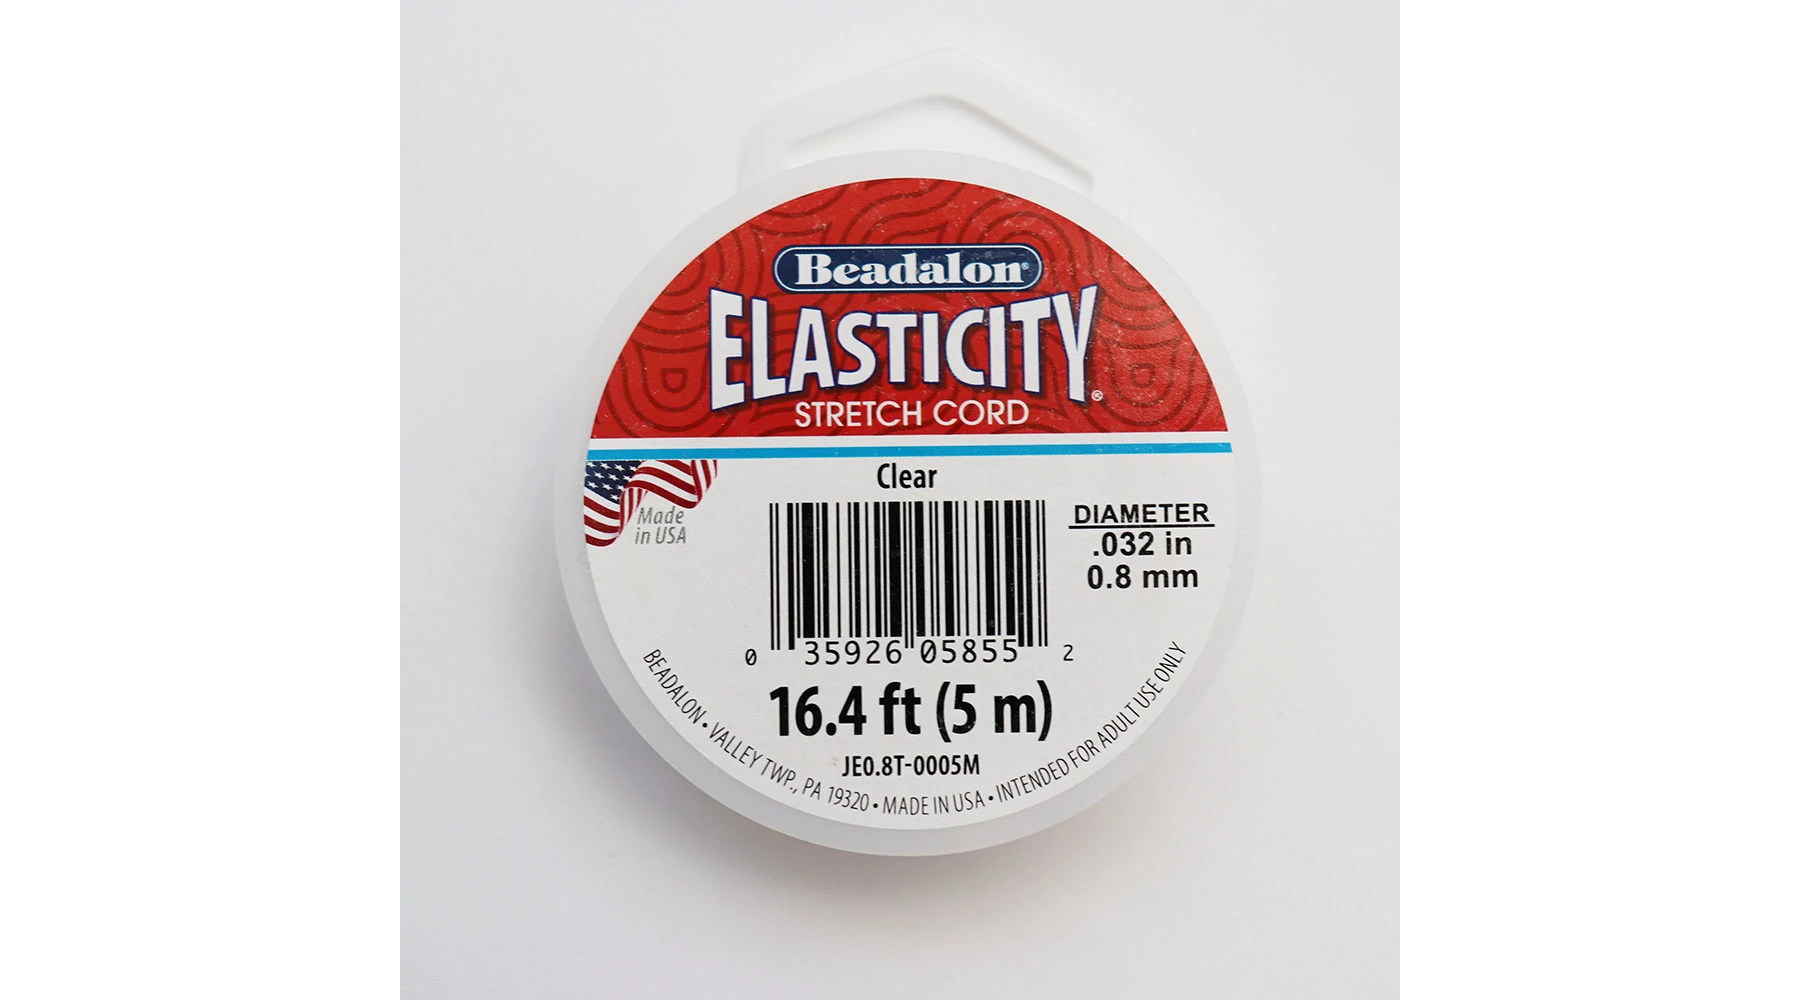 Beadalon®
ELASTICITY®
STRETCH CORD
Clear
Made
in USA
DIAMETER
.032 in
0.8 mm
0 35926 05855 2
16.4 ft (5 m)
JE0.8T-0005M
BEADALON • VALLEY TWP., PA 19320 • MADE IN USA • INTENDED FOR ADULT USE ONLY